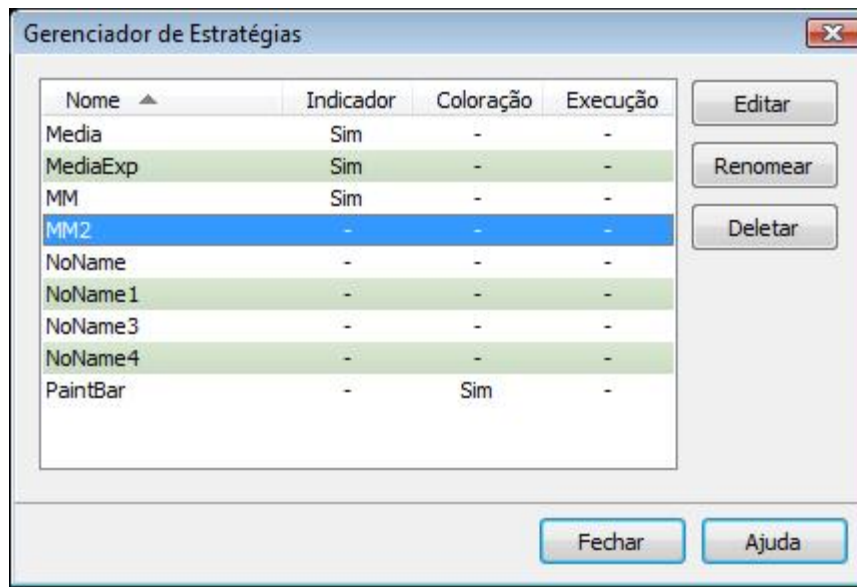 Gerenciador de Estratégias
Nome Indicador Coloração Execução
Media Sim - -
MediaExp Sim - -
MM Sim - -
MM2 - - -
NoName - - -
NoName1 - - -
NoName3 - - -
NoName4 - - -
PaintBar - Sim -
Editar
Renomear
Deletar
Fechar Ajuda